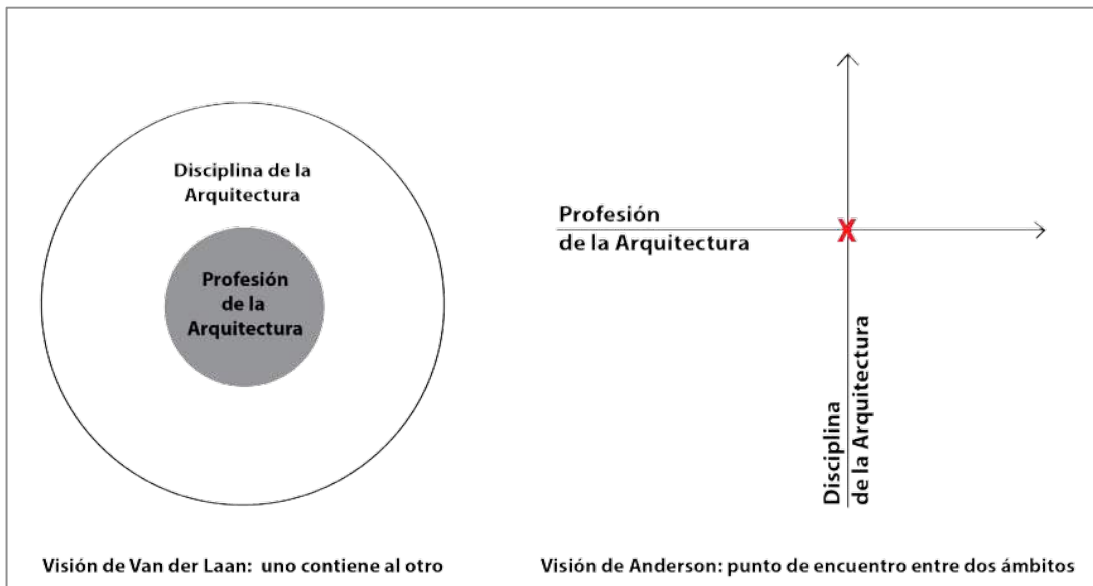 Disciplina de la
Arquitectura
Profesión
de la
Arquitectura
Visión de Van der Laan: uno contiene al otro
Profesión
de la Arquitectura
X
Disciplina
de la Arquitectura
Visión de Anderson: punto de encuentro entre dos ámbitos